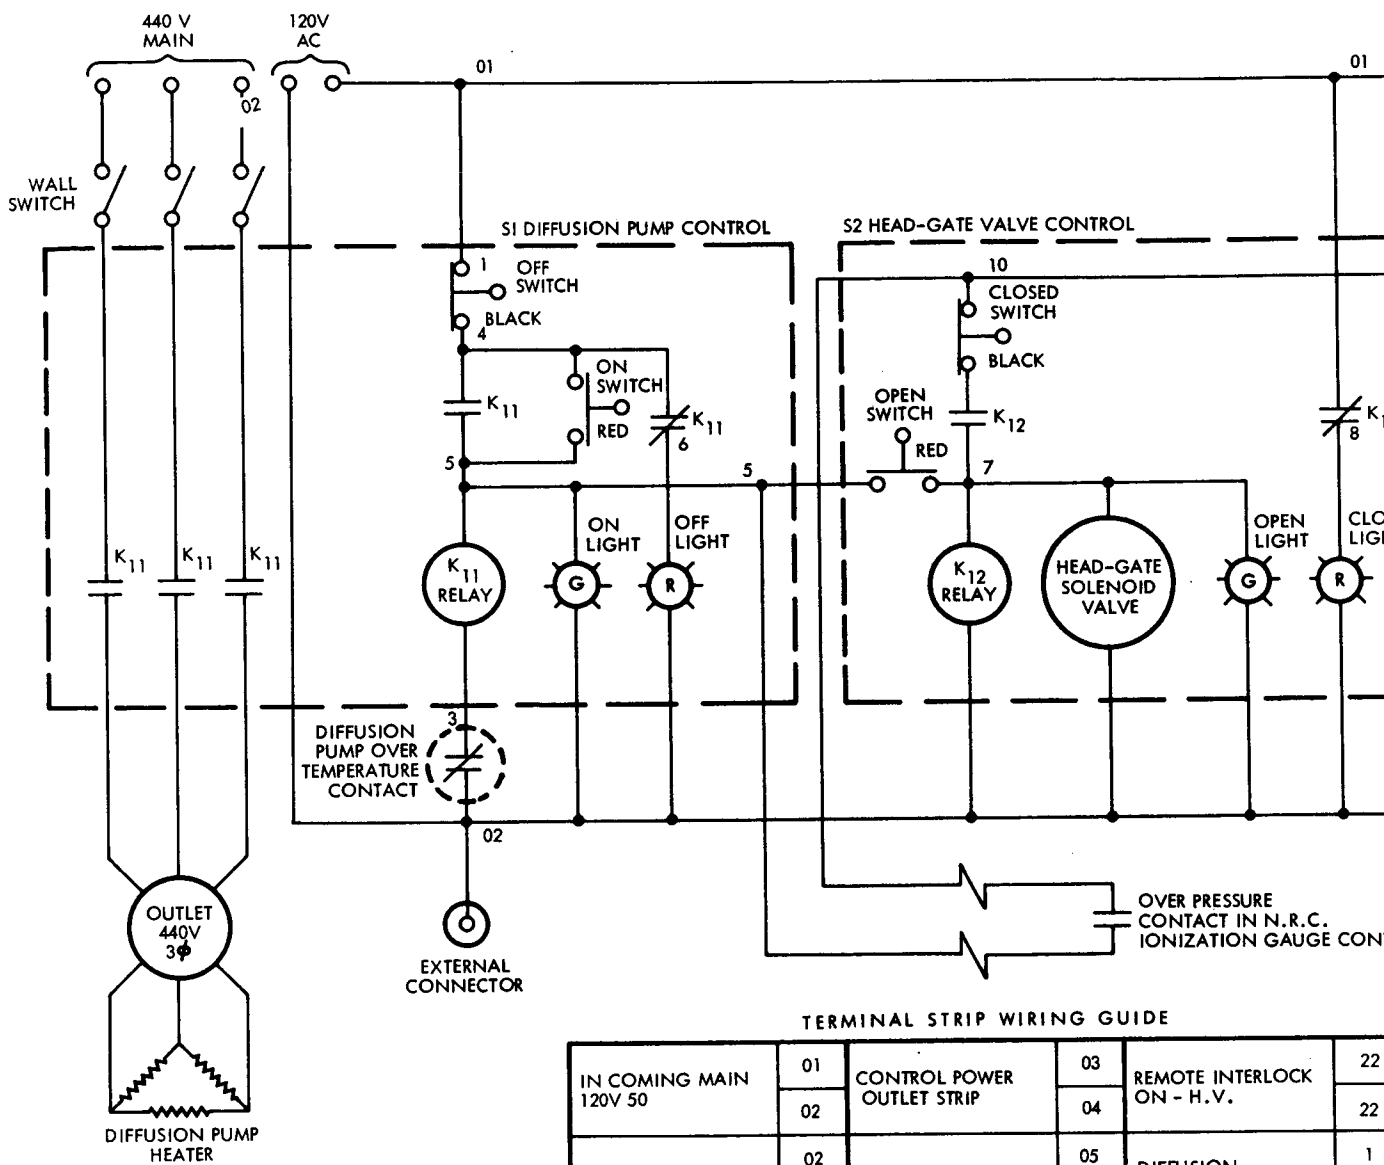 440 V
MAIN
120V
AC
01
01
02
WALL
SWITCH
S1 DIFFUSION PUMP CONTROL
S2 HEAD-GATE VALVE CONTROL
1
OFF
SWITCH
BLACK
4
10
CLOSED
SWITCH
BLACK
ON
SWITCH
RED
K11
K11
6
OPEN
SWITCH
RED
K12
8
5
5
7
K11
K11
K11
K11
RELAY
ON
LIGHT
G
OFF
LIGHT
R
K12
RELAY
HEAD-GATE
SOLENOID
VALVE
OPEN
LIGHT
G
R
3
DIFFUSION
PUMP OVER
TEMPERATURE
CONTACT
02
OUTLET
440V
3ϕ
EXTERNAL
CONNECTOR
OVER PRESSURE
CONTACT IN N.R.C.
IONIZATION GAUGE
DIFFUSION PUMP
HEATER
TERMINAL STRIP WIRING GUIDE
IN COMING MAIN
120V 50
01
02
CONTROL POWER
OUTLET STRIP
03
04
REMOTE INTERLOCK
ON - H.V.
22
22
02
05
DIFFUSION
1